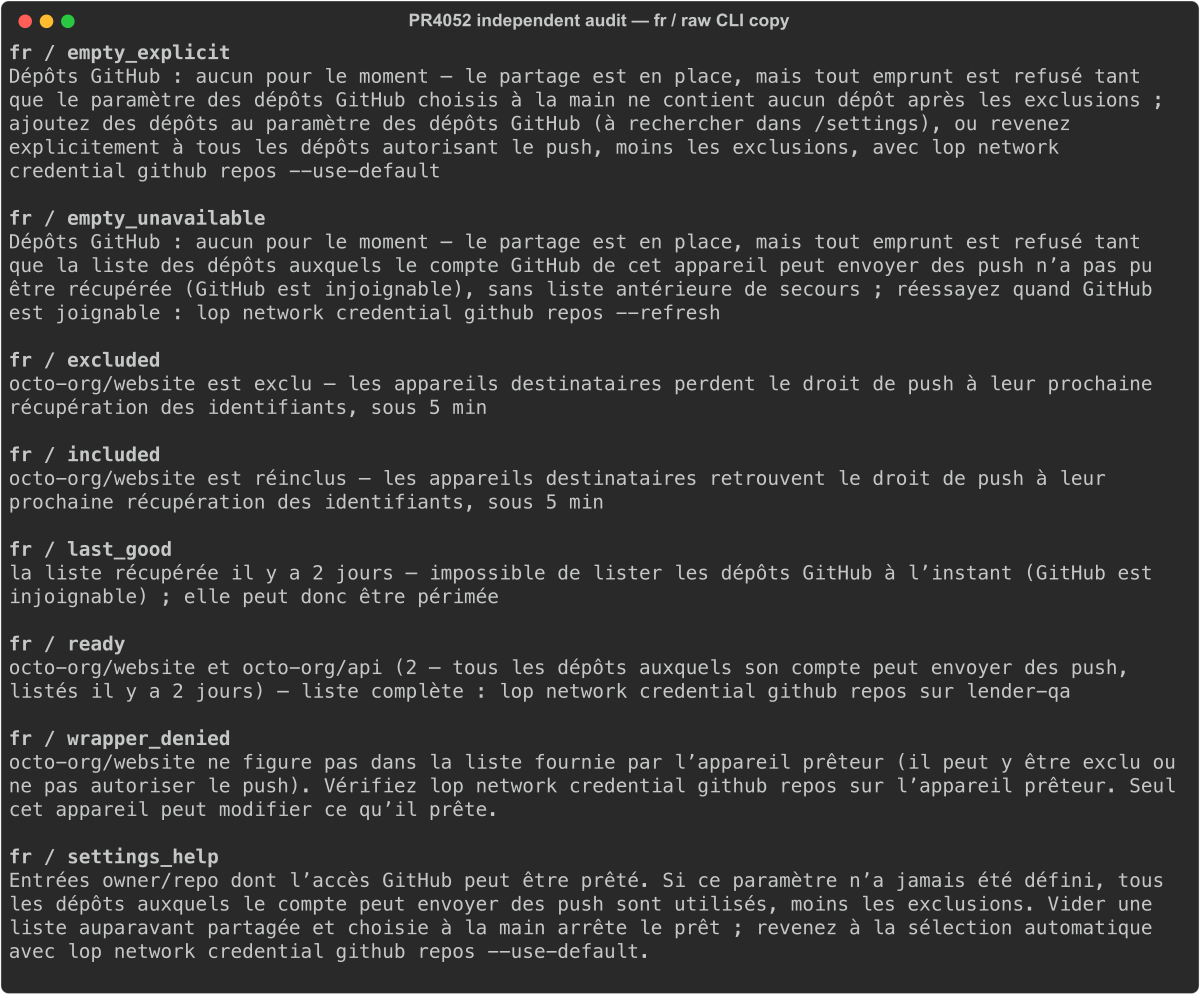 PR4052 independent audit — fr / raw CLI copy
fr / empty_explicit
Dépôts GitHub : aucun pour le moment — le partage est en place, mais tout emprunt est refusé tant
que le paramètre des dépôts GitHub choisis à la main ne contient aucun dépôt après les exclusions ;
ajoutez des dépôts au paramètre des dépôts GitHub (à rechercher dans /settings), ou revenez
explicitement à tous les dépôts autorisant le push, moins les exclusions, avec lop network
credential github repos --use-default
fr / empty_unavailable
Dépôts GitHub : aucun pour le moment — le partage est en place, mais tout emprunt est refusé tant
que la liste des dépôts auxquels le compte GitHub de cet appareil peut envoyer des push n’a pas pu
être récupérée (GitHub est injoignable), sans liste antérieure de secours ; réessayez quand GitHub
est joignable : lop network credential github repos --refresh
fr / excluded
octo-org/website est exclu — les appareils destinataires perdent le droit de push à leur prochaine
récupération des identifiants, sous 5 min
fr / included
octo-org/website est réinclus — les appareils destinataires retrouvent le droit de push à leur
prochaine récupération des identifiants, sous 5 min
fr / last_good
la liste récupérée il y a 2 jours — impossible de lister les dépôts GitHub à l’instant (GitHub est
injoignable) ; elle peut donc être périmée
fr / ready
octo-org/website et octo-org/api (2 — tous les dépôts auxquels son compte peut envoyer des push,
listés il y a 2 jours) — liste complète : lop network credential github repos sur lender-qa
fr / wrapper_denied
octo-org/website ne figure pas dans la liste fournie par l’appareil prêteur (il peut y être exclu ou
ne pas autoriser le push). Vérifiez lop network credential github repos sur l’appareil prêteur. Seul
cet appareil peut modifier ce qu’il prête.
fr / settings_help
Entrées owner/repo dont l’accès GitHub peut être prêté. Si ce paramètre n’a jamais été défini, tous
les dépôts auxquels le compte peut envoyer des push sont utilisés, moins les exclusions. Vider une
liste auparavant partagée et choisie à la main arrête le prêt ; revenez à la sélection automatique
avec lop network credential github repos --use-default.